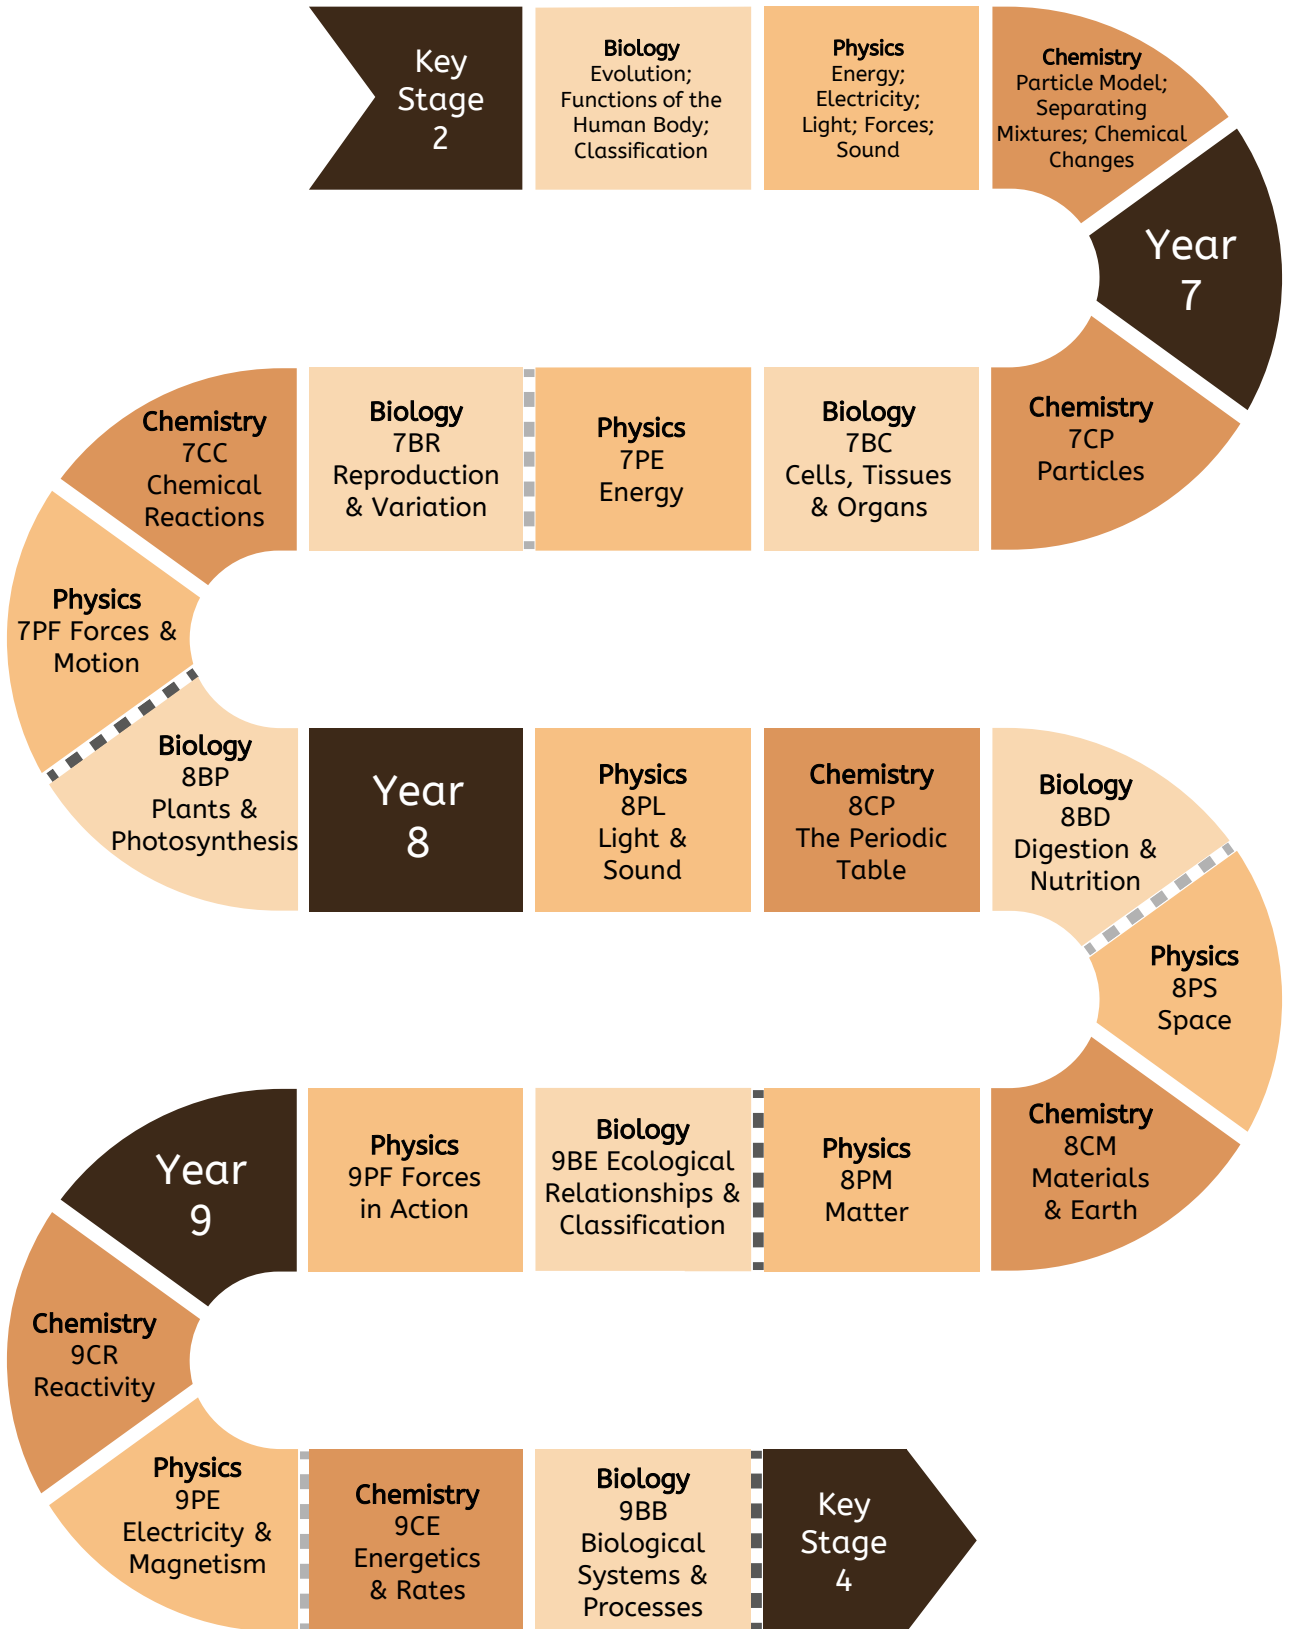 Key
Stage
2
Biology
Evolution;
Functions of the
Human Body;
Classification
Physics
Energy;
Electricity;
Light; Forces;
Sound
Chemistry
Particle Model;
Separating
Mixtures; Chemical
Changes
Year
7
Chemistry
7CP
Particles
Biology
7BC
Cells, Tissues
& Organs
Physics
7PE
Energy
Biology
7BR
Reproduction
& Variation
Chemistry
7CC
Chemical
Reactions
Physics
7PF Forces &
Motion
Biology
8BP
Plants &
Photosynthesis
Year
8
Physics
8PL
Light &
Sound
Chemistry
8CP
The Periodic
Table
Biology
8BD
Digestion &
Nutrition
Physics
8PS
Space
Chemistry
8CM
Materials
& Earth
Physics
8PM
Matter
Biology
9BE Ecological
Relationships &
Classification
Physics
9PF Forces
in Action
Year
9
Chemistry
9CR
Reactivity
Physics
9PE
Electricity &
Magnetism
Chemistry
9CE
Energetics
& Rates
Biology
9BB
Biological
Systems &
Processes
Key
Stage
4